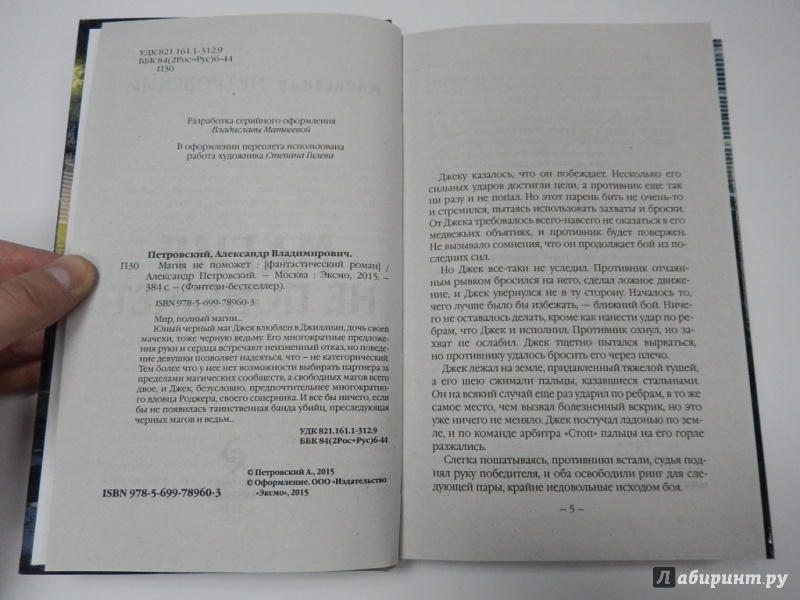 УДК 821.161.1-312.9
ББК 84(2Рос=Рус)6-44
П30
Разработка серийного оформления
Владиславы Матвеевой
В оформлении переплета использована
работа художника Степана Гилева
Петровский, Александр Владимирович.
П30 Магия не поможет : [фантастический роман] /
Александр Петровский. – Москва : Эксмо, 2015. –
384 с. – (Фэнтези-бестселлер).
ISBN 978-5-699-78960-3
Мир, полный магии...
Юный черный маг Джек влюблен в Джиллиан, дочь своей
мачехи, тоже черную ведьму. Его многократные предложе-
ния руки и сердца встречают неизменный отказ, но поведе-
ние девушки позволяет надеяться, что – не категорический.
Тем более что у нее нет возможности выбирать партнера за
пределами магических сообществ, а свободных магов всего
двое, и Джек, безусловно, предпочтительнее многократно-
го вдовца Роджера, своего соперника. И все бы ничего, если
бы не появилась таинственная банда убийц, преследующая
черных магов и ведьм...
УДК 821.161.1-312.9
ББК 84(2Рос=Рус)6-44
© Петровский А., 2015
© Оформление. ООО «Издательство
«Эксмо», 2015
ISBN 978-5-699-78960-3
Джеку казалось, что он побеждает. Несколько его
сильных ударов достигли цели, а противник еще так
ни разу и не попал. Но этот парень бить не очень-то
и стремился, пытаясь использовать захваты и броски.
От Джека требовалось всего-навсего не оказаться в его
медвежьих объятиях, и противник будет повержен.
Не вызывало сомнения, что он продолжает бой из по-
следних сил.
Но Джек все-таки не уследил. Противник отчаян-
ным рывком бросился на него, сделал ложное движе-
ние, и Джек увернулся не в ту сторону. Началось то,
чего лучше было бы избежать, — ближний бой. Ниче-
го не оставалось делать, кроме как нанести удар по ре-
брам, что Джек и исполнил. Противник охнул, но за-
хват не ослабил. Джек тщетно пытался вырваться,
но противнику удалось бросить его через плечо.
Джек лежал на земле, придавленный тяжелой тушей,
а его шею сжимали пальцы, казавшиеся стальными.
Он на всякий случай еще раз ударил по ребрам, в то же
самое место, чем вызвал болезненный вскрик, но это
уже ничего не меняло. Джек постучал ладонью по зем-
ле, и по команде арбитра «Стоп» пальцы на его горле
разжались.
Слегка пошатываясь, противники встали, судья под-
нял руку победителя, и оба освободили ринг для сле-
дующей пары, крайне недовольные исходом боя.
– 5 –
Лабиринт.ру